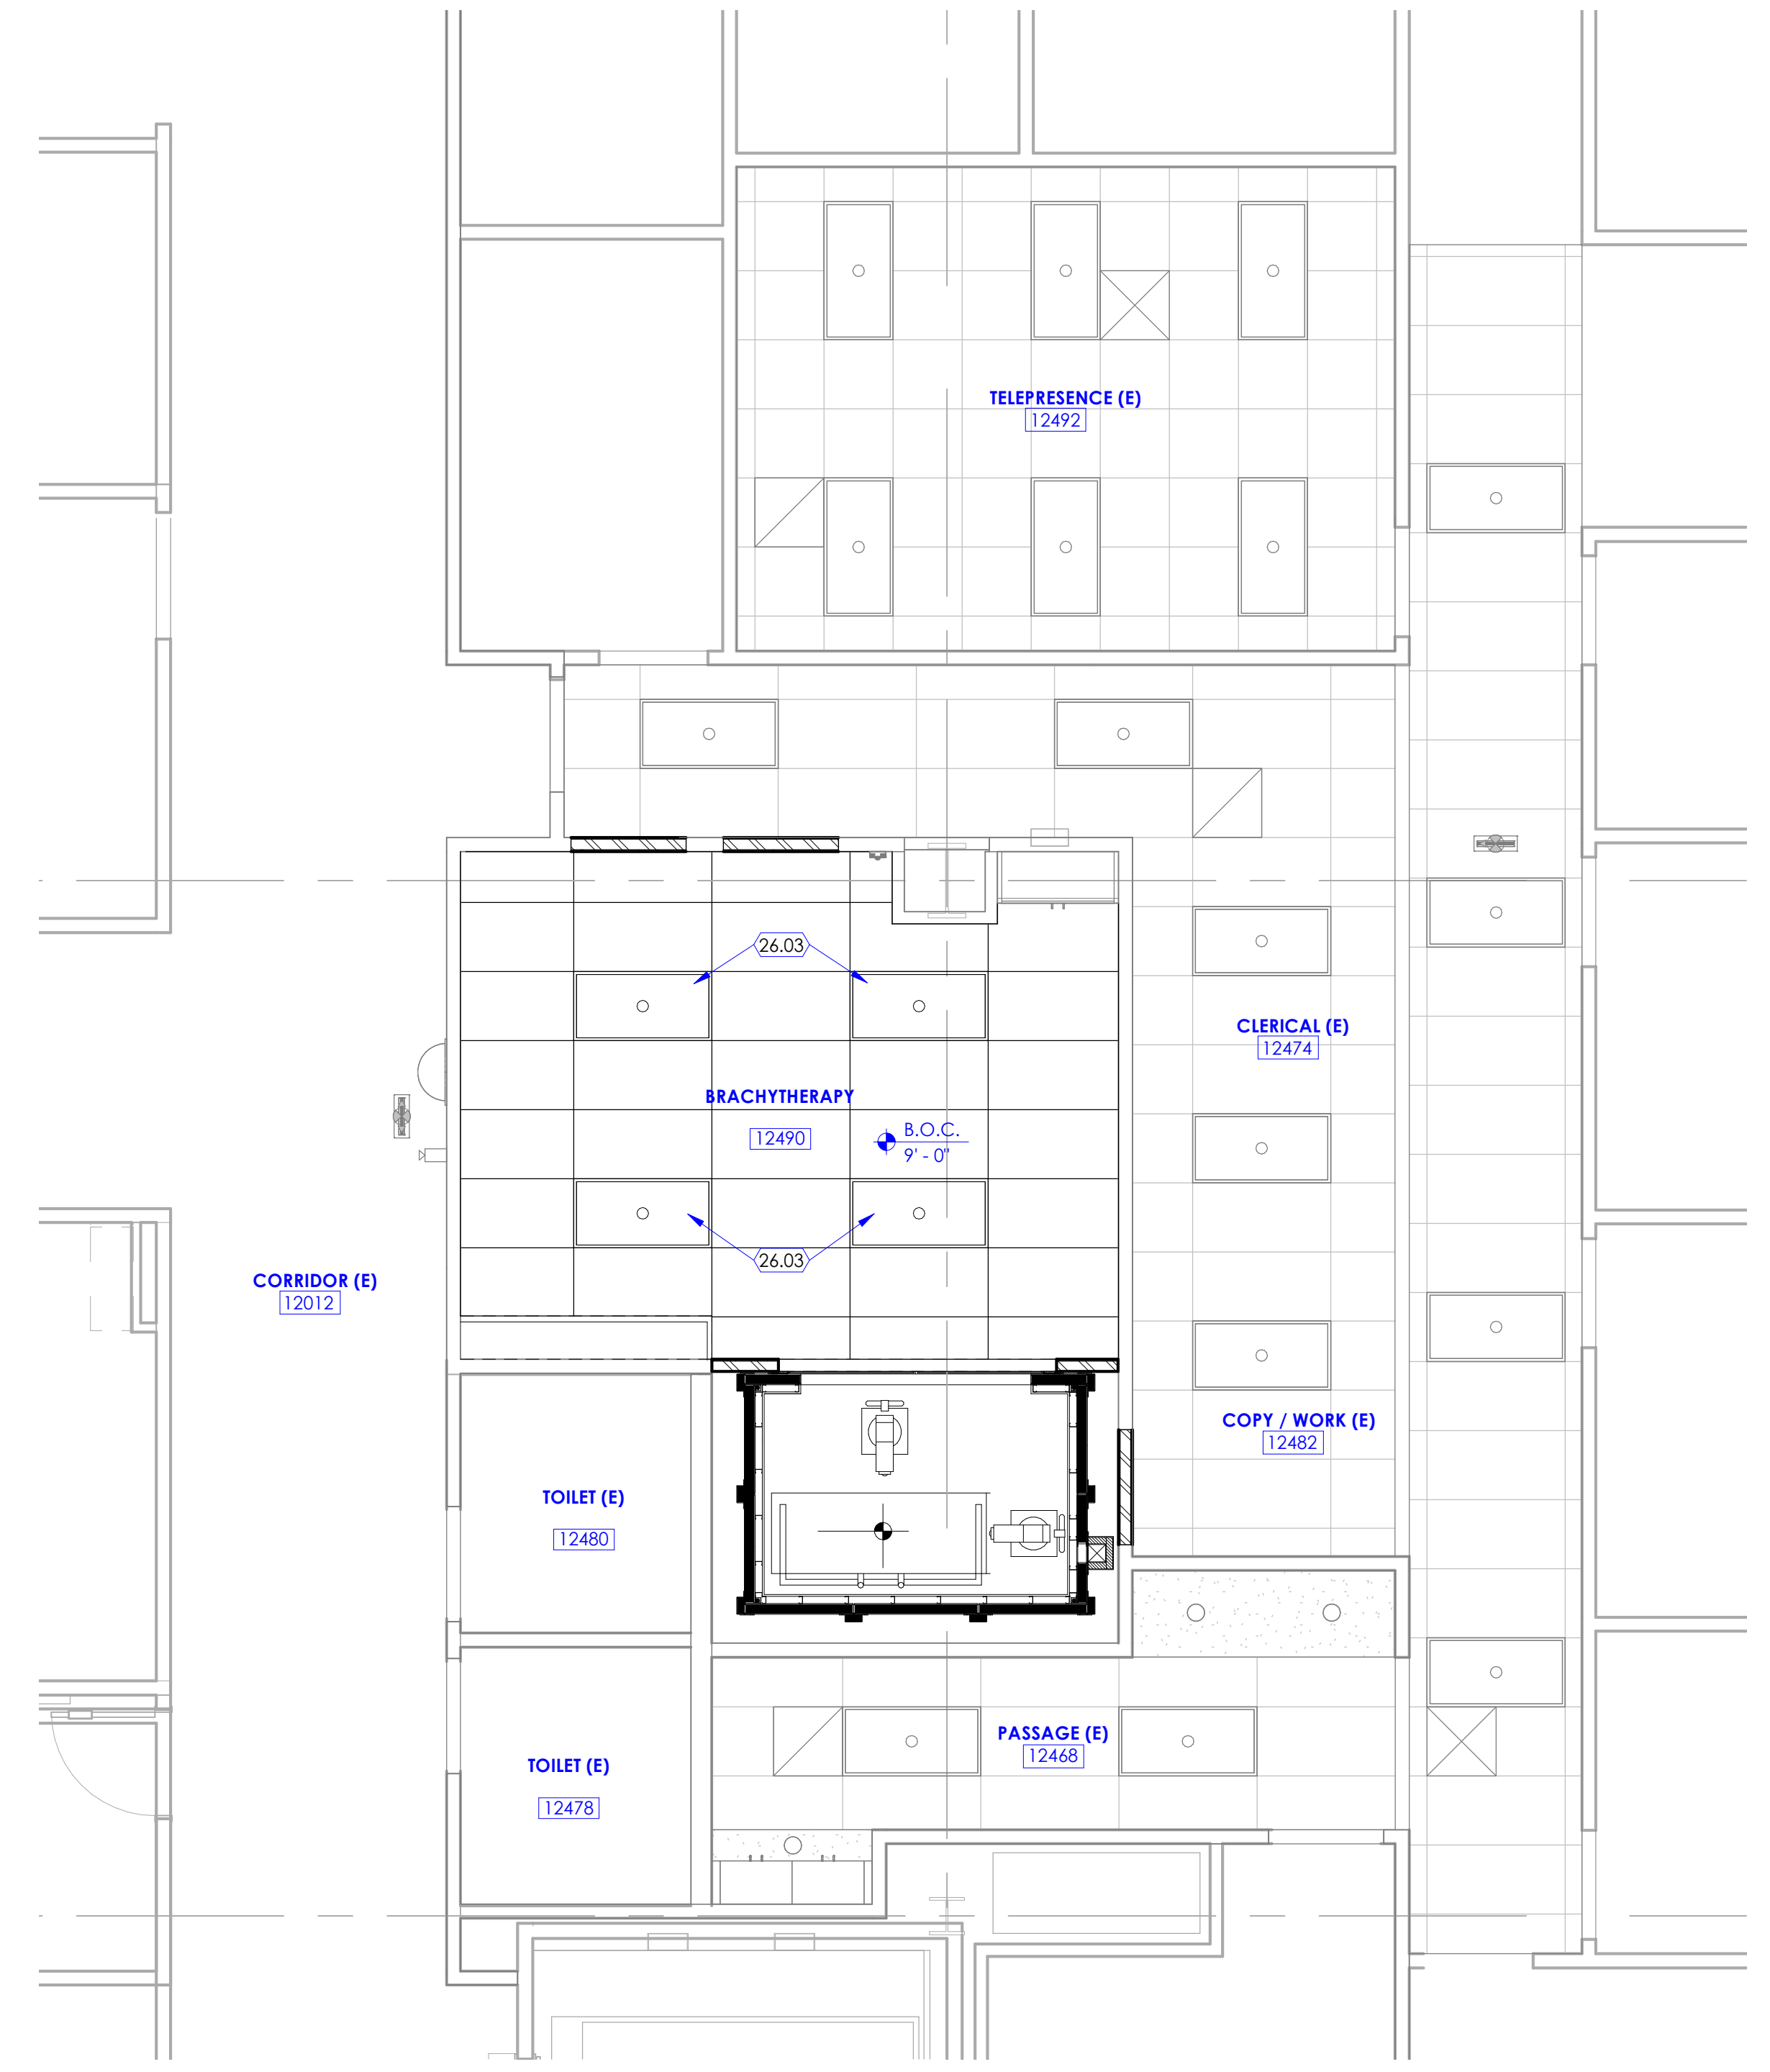 TELEPRESENCE (E)
12492
26.03
CLERICAL (E)
12474
BRACHYTHERAPY
12490
B.O.C.
9' - 0"
26.03
CORRIDOR (E)
12012
COPY / WORK (E)
12482
TOILET (E)
12480
PASSAGE (E)
12468
TOILET (E)
12478